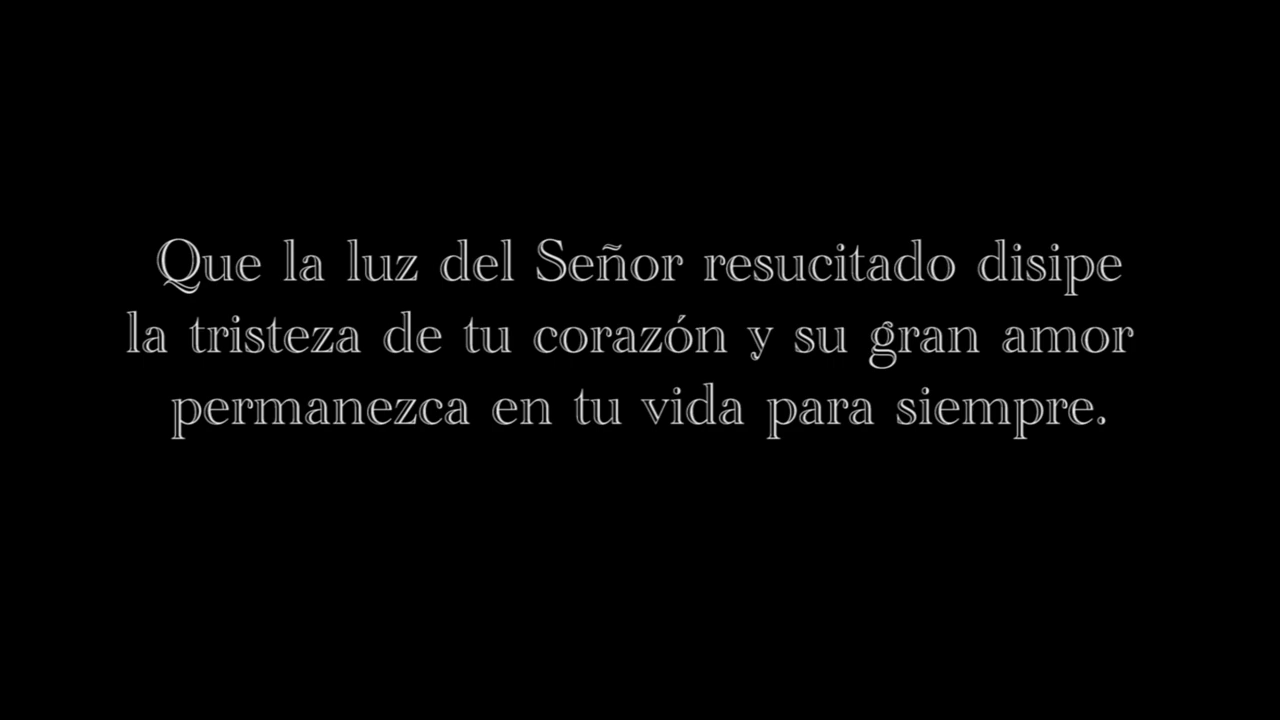 Que la luz del Señor resucitado disipe
la tristeza de tu corazón y su gran amor
permanezca en tu vida para siempre.